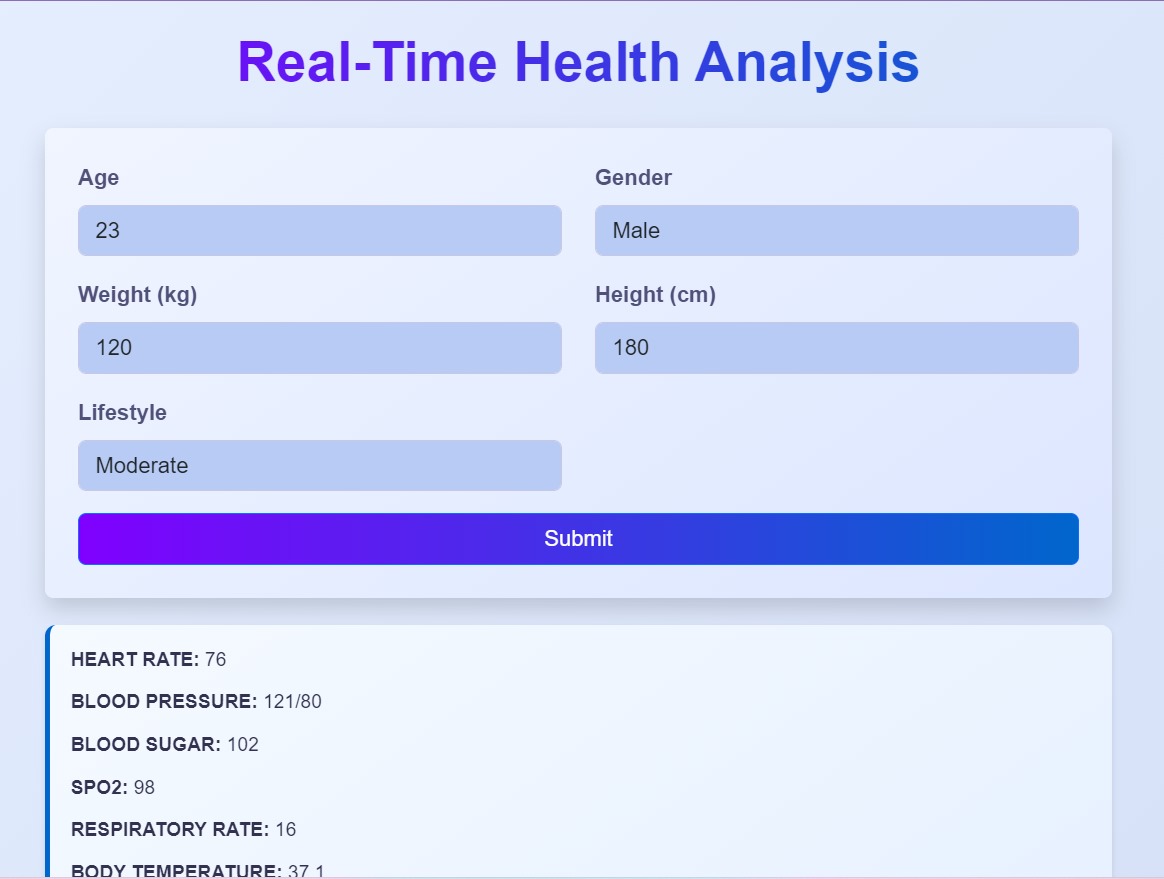 Real-Time Health Analysis
Age
Gender
23
Male
Weight (kg)
Height (cm)
120
180
Lifestyle
Moderate
Submit
HEART RATE: 76
BLOOD PRESSURE: 121/80
BLOOD SUGAR: 102
SPO2: 98
RESPIRATORY RATE: 16
BODY TEMPERATURE: 37.1